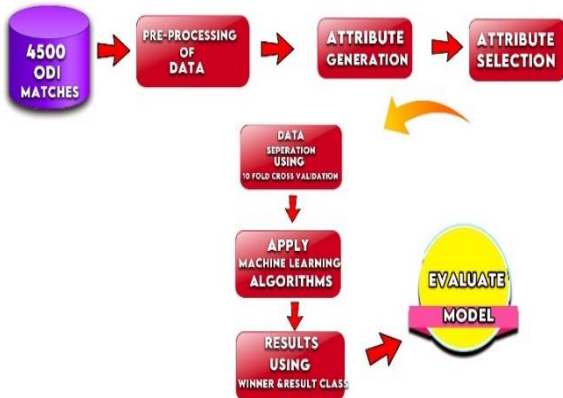 4500
ODI
MATCHES
PRE-PROCESSING
OF
DATA
ATTRIBUTE
GENERATION
ATTRIBUTE
SELECTION
DATA
SEPERATION
USING
10 FOLD CROSS VALIDATION
APPLY
MACHINE LEARNING
ALGORITHMS
RESULTS
USING
WINNER &RESULT CLASS
EVALUATE
MODEL